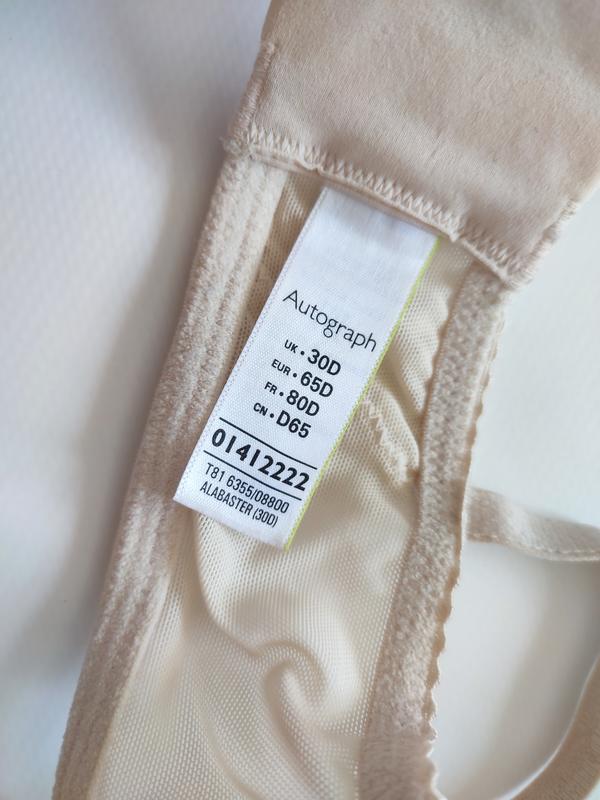 Autograph
UK • 30D
EUR • 65D
FR • 80D
CN • D65
01412222
T81 6355/08800
ALABASTER (30D)